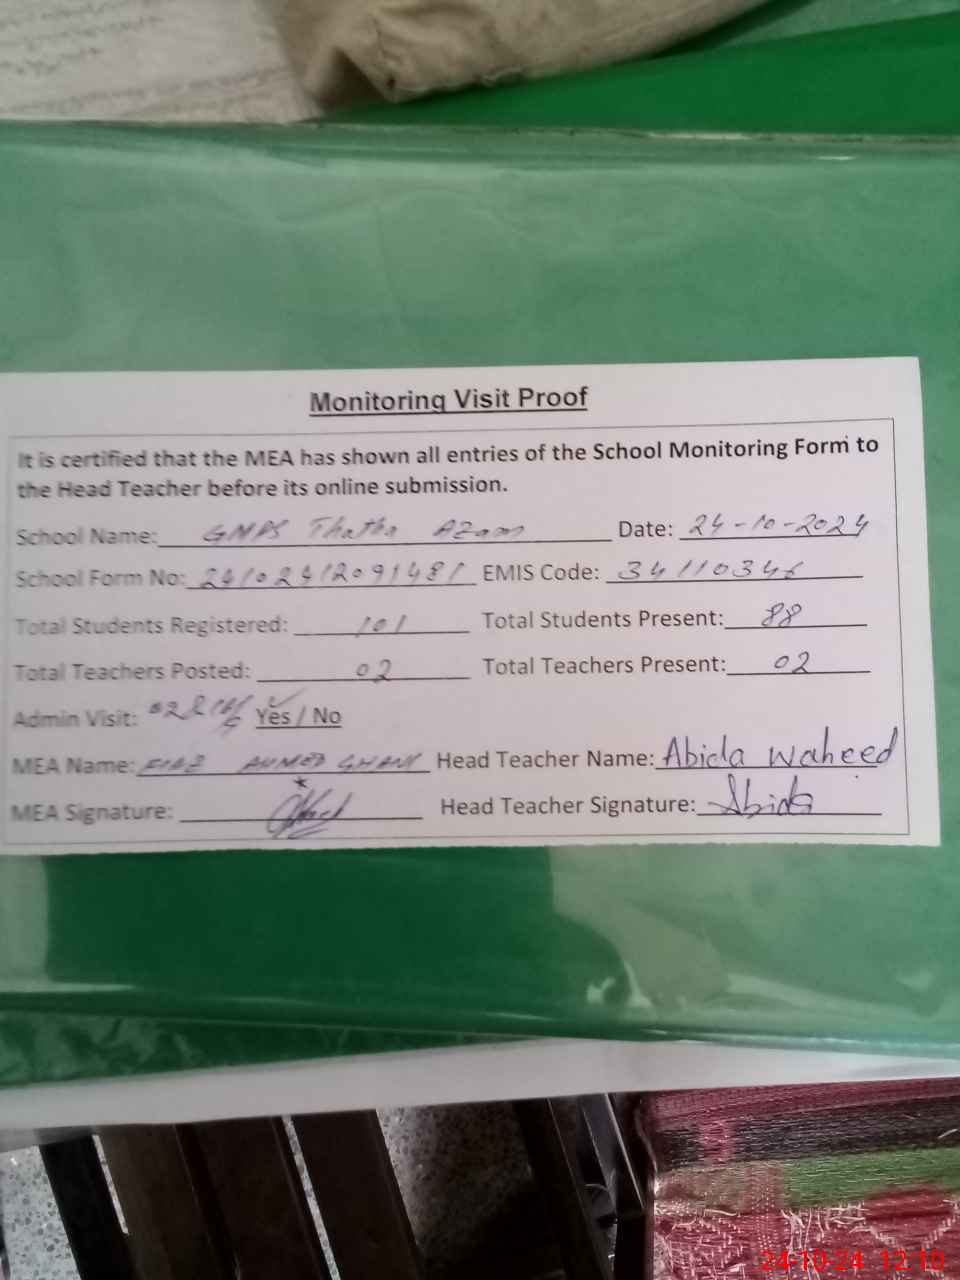 Monitoring Visit Proof
It is certified that the MEA has shown all entries of the School Monitoring Form to
the Head Teacher before its online submission.
School Name: GMPS Thatha Azam Date: 24-10-2024
School Form No: 24102412091481 EMIS Code: 34110346
Total Students Registered: 101 Total Students Present: 88
Total Teachers Posted: 02 Total Teachers Present: 02
Admin Visit: 02 Yes / No
MEA Name: AHMED GHANI Head Teacher Name: Abida Waheed
MEA Signature: Head Teacher Signature: Abida
24-10-24 12:10